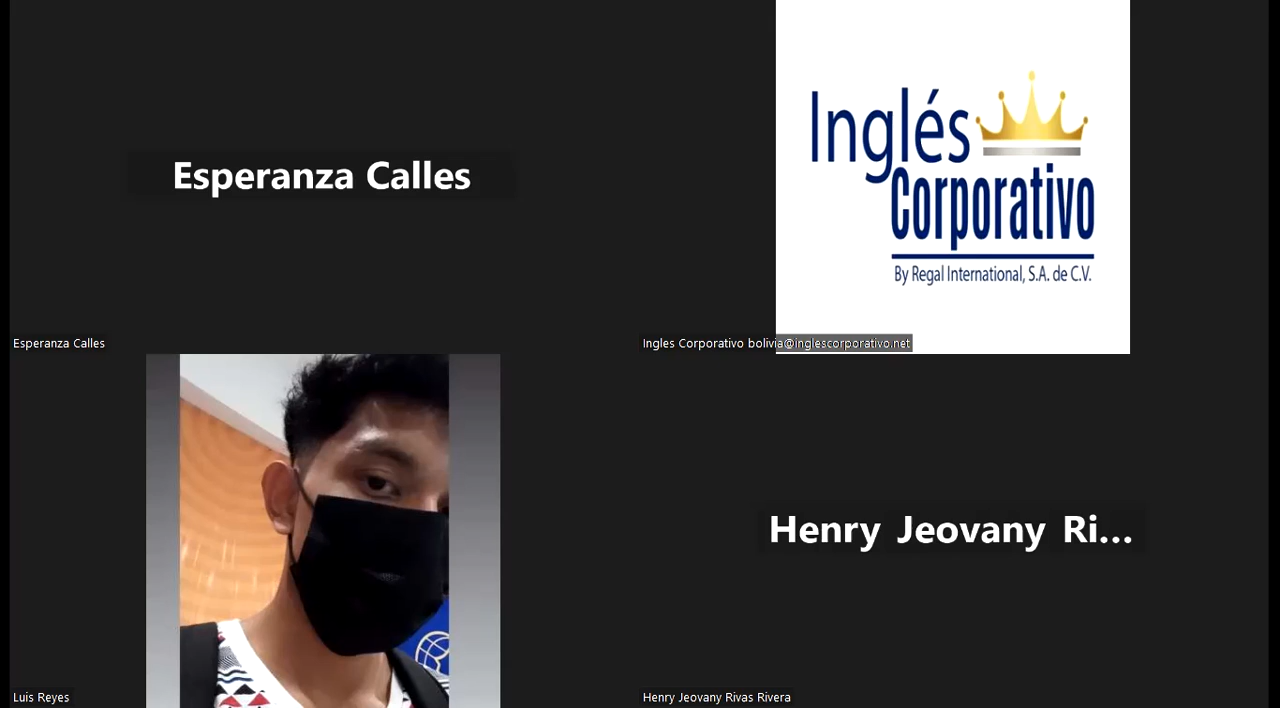 Esperanza Calles
Inglés
Corporativo
By Regal International, S.A. de C.V.
Esperanza Calles
Ingles Corporativo bolivia@inglescorporativo.net
Henry Jeovany Ri...
Luis Reyes
Henry Jeovany Rivas Rivera